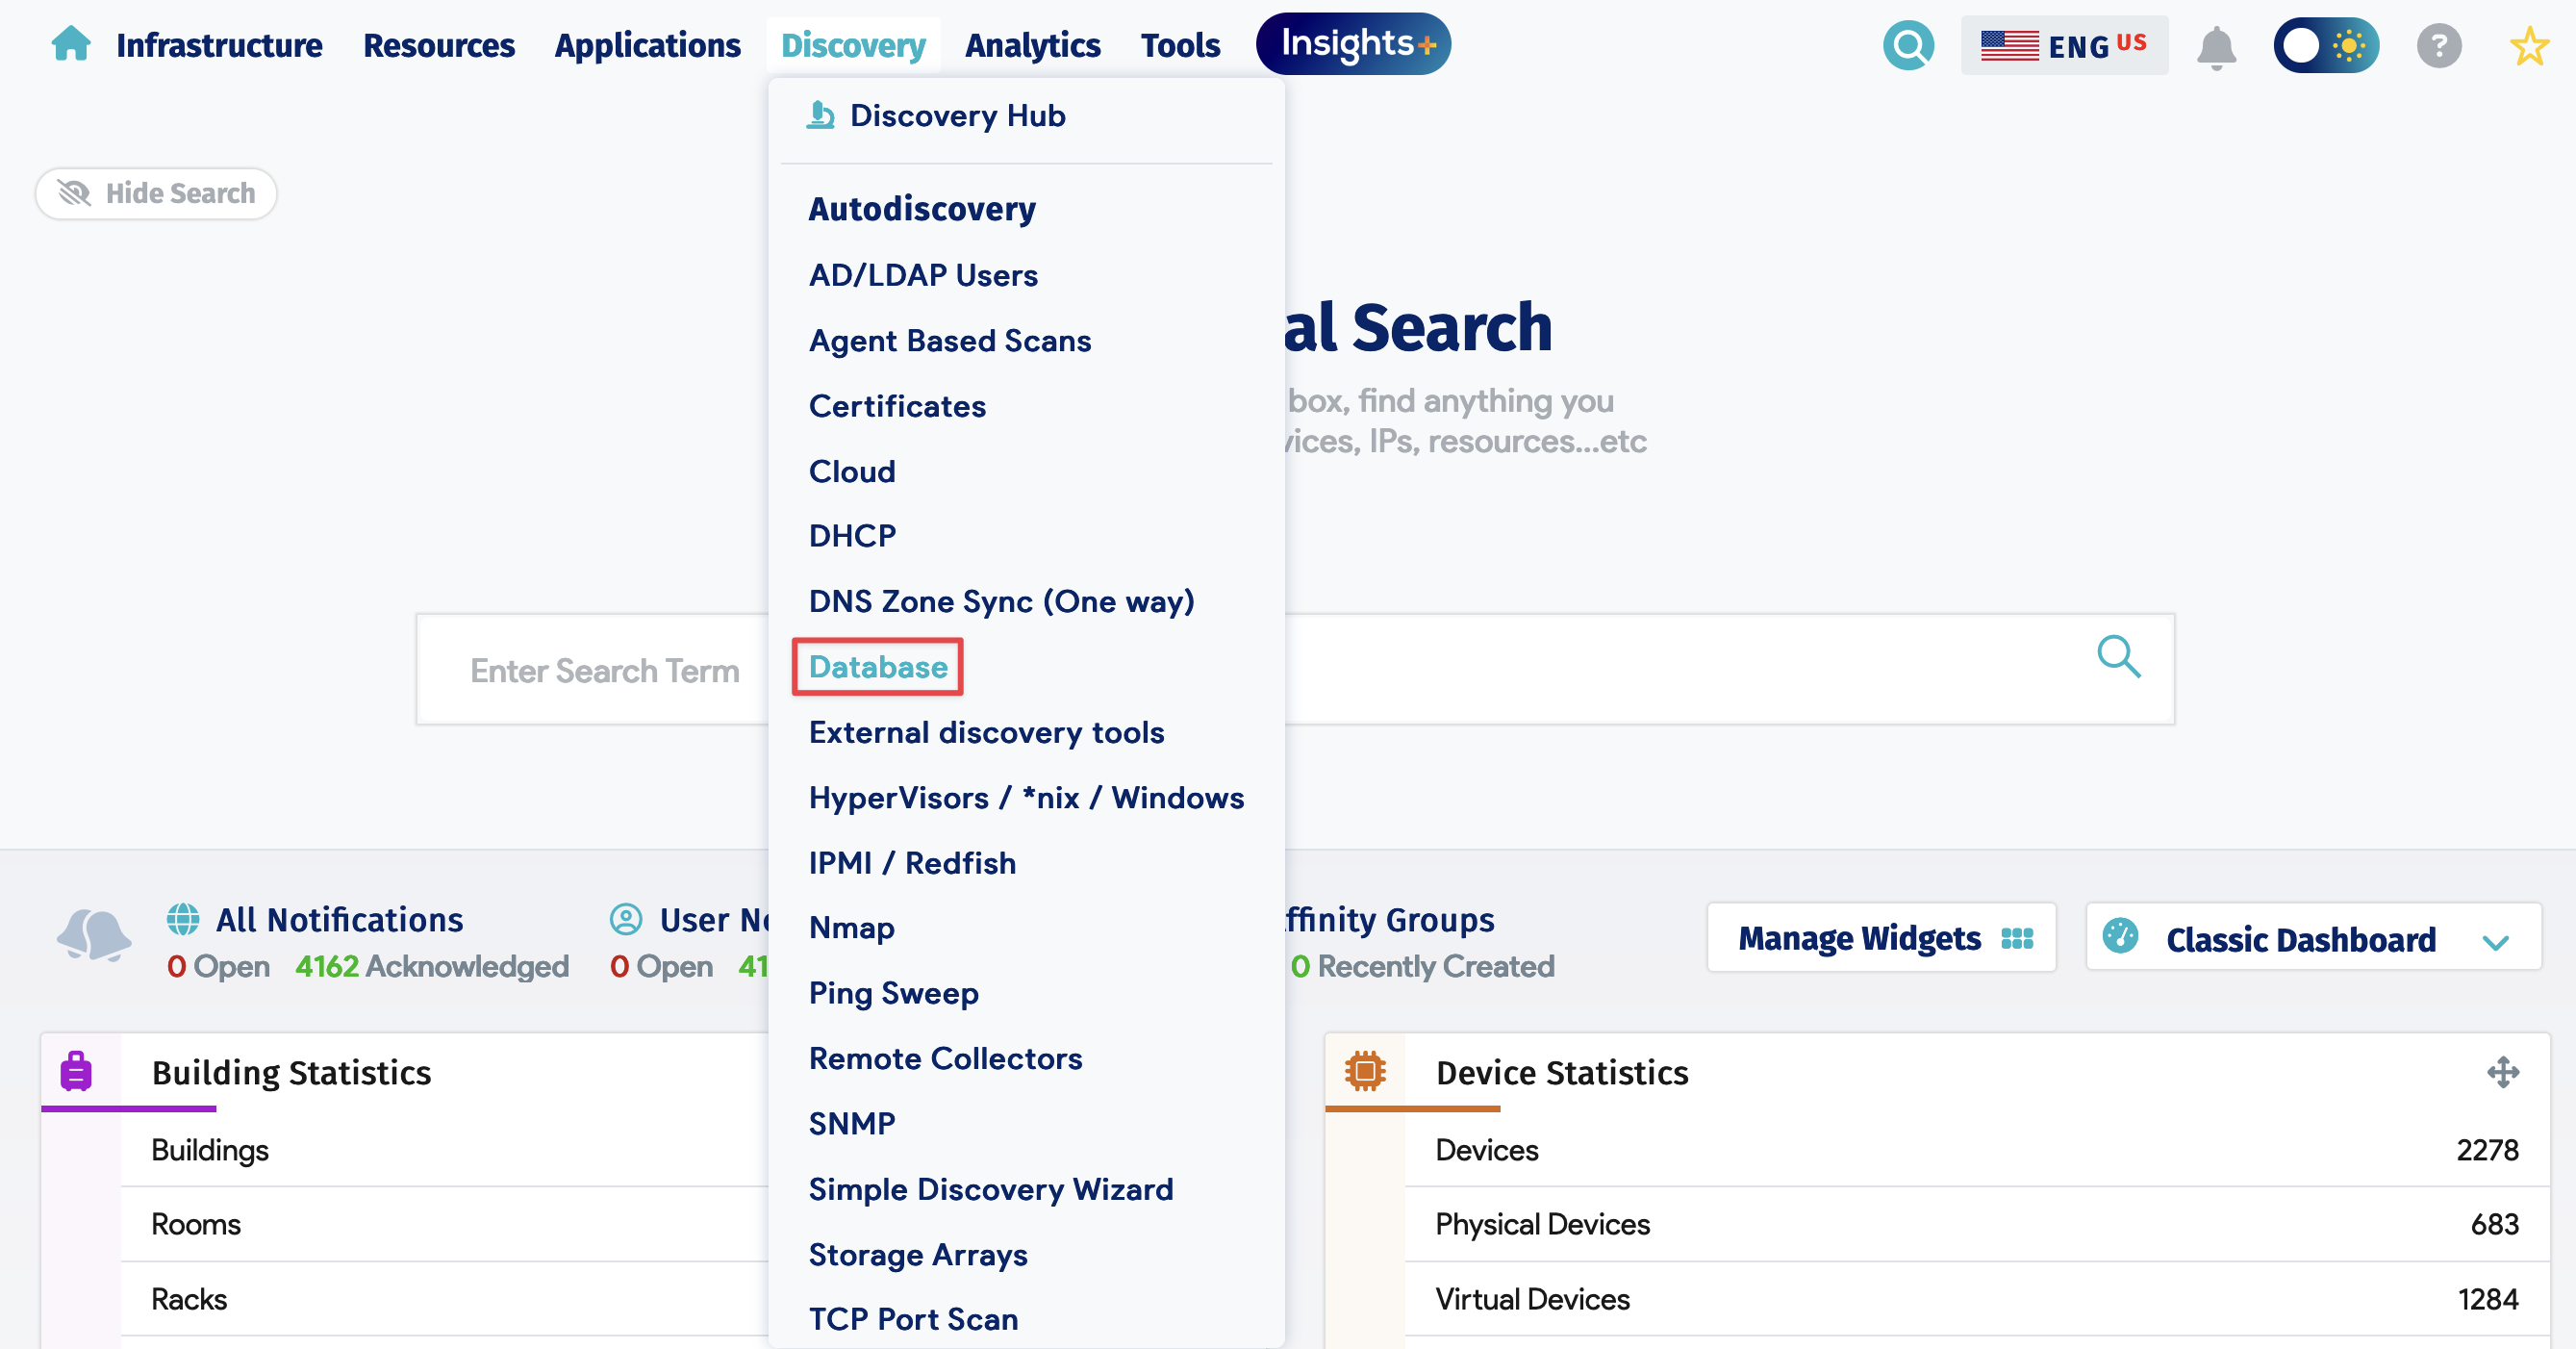 Infrastructure Resources Applications Discovery Analytics Tools Insights+ ENG US ?
Discovery Hub
Hide Search
Autodiscovery
AD/LDAP Users
Agent Based Scans
Certificates
Cloud
DHCP
DNS Zone Sync (One way)
Database
External discovery tools
HyperVisors / *nix / Windows
IPMI / Redfish
Nmap
Ping Sweep
Remote Collectors
SNMP
Simple Discovery Wizard
Storage Arrays
TCP Port Scan
al Search
box, find anything you
vices, IPs, resources...etc
Enter Search Term
All Notifications
0 Open 4162 Acknowledged
User No
0 Open 41
ffinity Groups
0 Recently Created
Manage Widgets
Classic Dashboard
Building Statistics
Buildings
Rooms
Racks
Device Statistics
Devices 2278
Physical Devices 683
Virtual Devices 1284